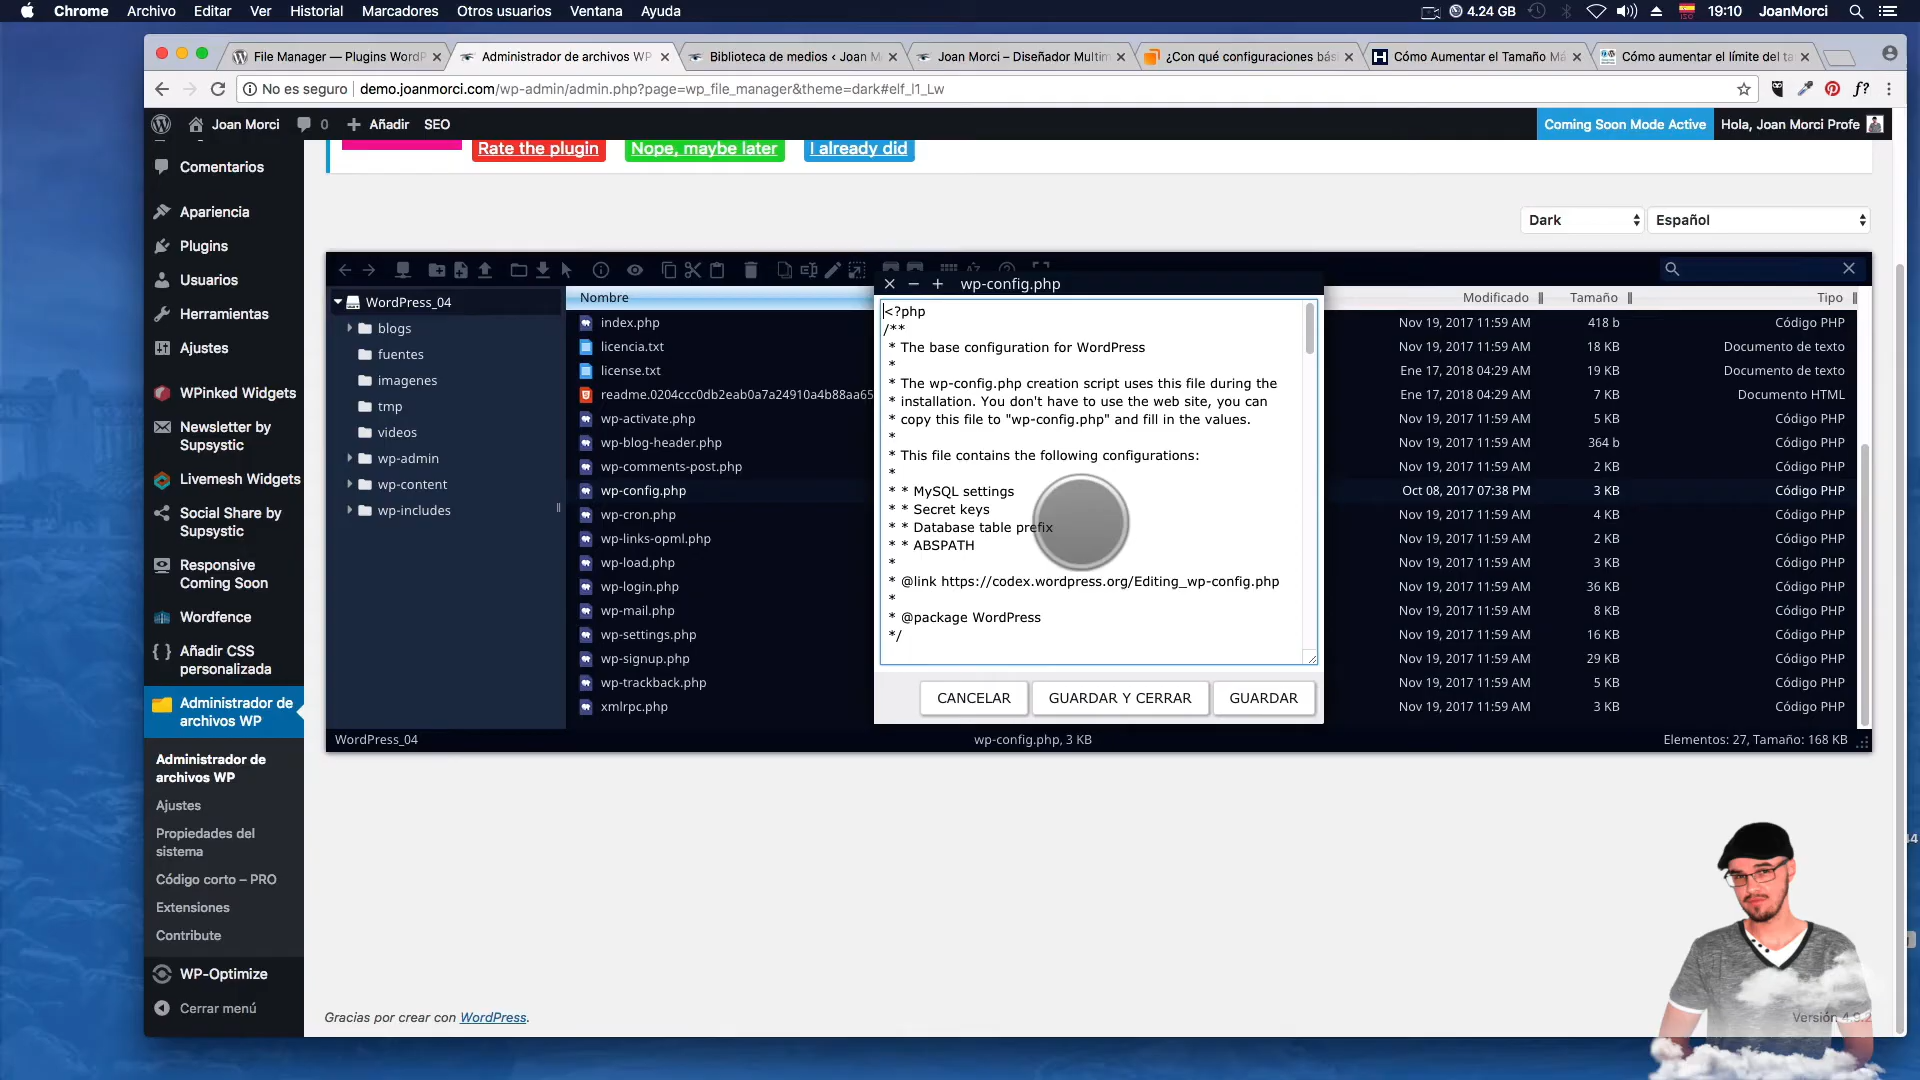 Chrome Archivo Editar Ver Historial Marcadores Otros usuarios Ventana Ayuda 4.24 GB ISO 19:10 JoanMorci
File Manager — Plugins WordP Administrador de archivos WP Biblioteca de medios ‹ Joan M Joan Morci – Diseñador Multim ¿Con qué configuraciones bási Cómo Aumentar el Tamaño Má Cómo aumentar el límite del ta
No es seguro demo.joanmorci.com/wp-admin/admin.php?page=wp_file_manager&theme=dark#elf_l1_Lw f?
Joan Morci 0 Añadir SEO Coming Soon Mode Active Hola, Joan Morci Profe
Rate the plugin Nope, maybe later I already did
Comentarios
Apariencia
Plugins
Usuarios
Herramientas
Ajustes
WPinked Widgets
Newsletter by
Supsystic
Livemesh Widgets
Social Share by
Supsystic
Responsive
Coming Soon
Wordfence
Añadir CSS
personalizada
Administrador de
archivos WP
Administrador de
archivos WP
Ajustes
Propiedades del
sistema
Código corto – PRO
Extensiones
Contribute
WP-Optimize
Cerrar menú
Dark Español
WordPress_04
blogs
fuentes
imagenes
tmp
videos
wp-admin
wp-content
wp-includes
Nombre Modificado Tamaño Tipo
index.php Nov 19, 2017 11:59 AM 418 b Código PHP
licencia.txt Nov 19, 2017 11:59 AM 18 KB Documento de texto
license.txt Ene 17, 2018 04:29 AM 19 KB Documento de texto
readme.0204ccc0db2eab0a7a24910a4b88aa65 Ene 17, 2018 04:29 AM 7 KB Documento HTML
wp-activate.php Nov 19, 2017 11:59 AM 5 KB Código PHP
wp-blog-header.php Nov 19, 2017 11:59 AM 364 b Código PHP
wp-comments-post.php Nov 19, 2017 11:59 AM 2 KB Código PHP
wp-config.php Oct 08, 2017 07:38 PM 3 KB Código PHP
wp-cron.php Nov 19, 2017 11:59 AM 4 KB Código PHP
wp-links-opml.php Nov 19, 2017 11:59 AM 2 KB Código PHP
wp-load.php Nov 19, 2017 11:59 AM 3 KB Código PHP
wp-login.php Nov 19, 2017 11:59 AM 36 KB Código PHP
wp-mail.php Nov 19, 2017 11:59 AM 8 KB Código PHP
wp-settings.php Nov 19, 2017 11:59 AM 16 KB Código PHP
wp-signup.php Nov 19, 2017 11:59 AM 29 KB Código PHP
wp-trackback.php Nov 19, 2017 11:59 AM 5 KB Código PHP
xmlrpc.php Nov 19, 2017 11:59 AM 3 KB Código PHP
wp-config.php
<?php
/**
* The base configuration for WordPress
*
* The wp-config.php creation script uses this file during the
* installation. You don't have to use the web site, you can
* copy this file to "wp-config.php" and fill in the values.
*
* This file contains the following configurations:
*
* * MySQL settings
* * Secret keys
* * Database table prefix
* * ABSPATH
*
* @link https://codex.wordpress.org/Editing_wp-config.php
*
* @package WordPress
*/
CANCELAR GUARDAR Y CERRAR GUARDAR
WordPress_04 wp-config.php, 3 KB Elementos: 27, Tamaño: 168 KB
Gracias por crear con WordPress. Versión 4.9.2